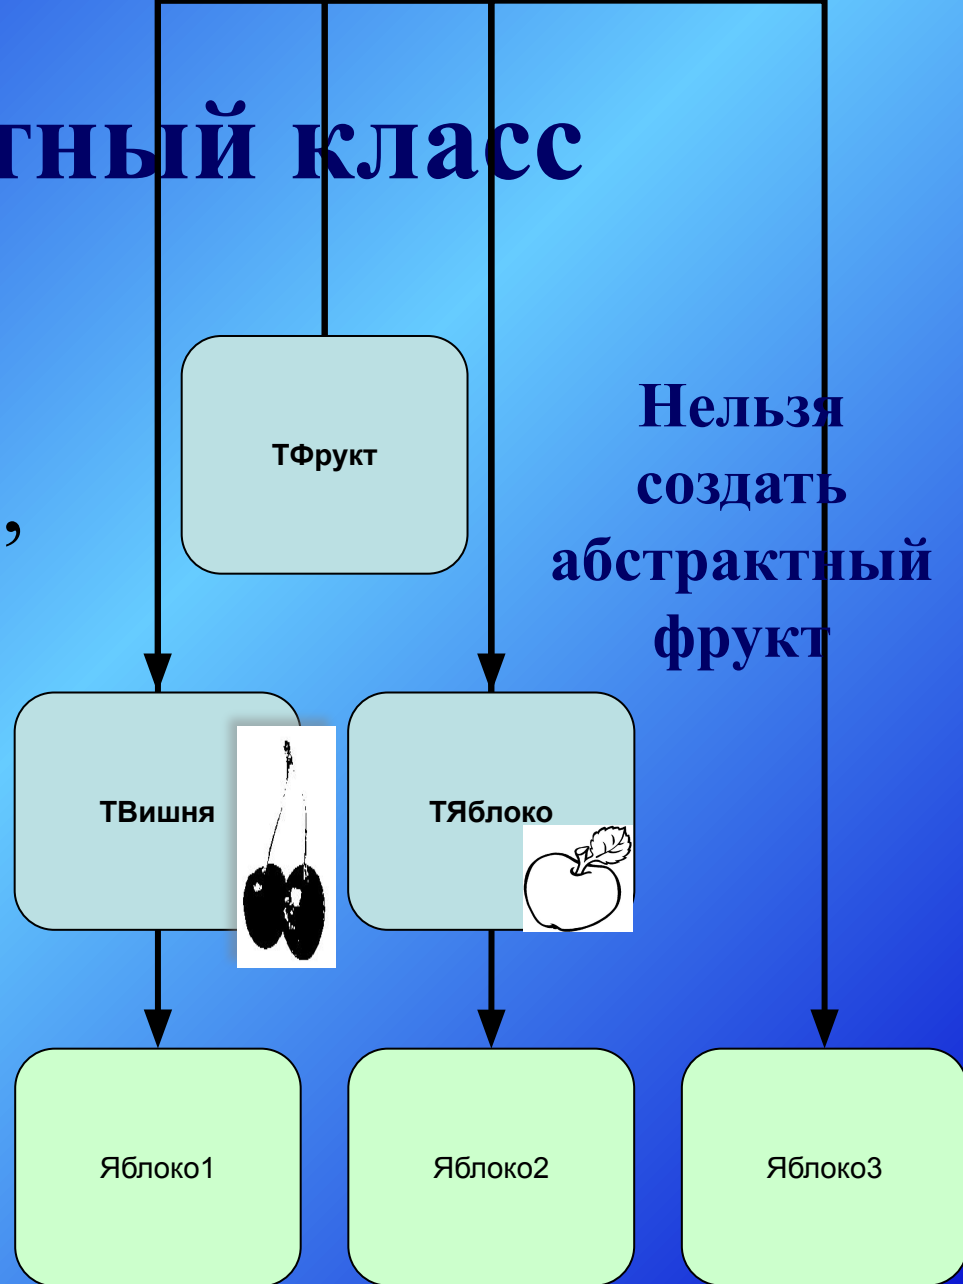 тный класс
ТФрукт
Нельзя
создать
абстрактный
фрукт
,
ТВишня
ТЯблоко
Яблоко1
Яблоко2
Яблоко3